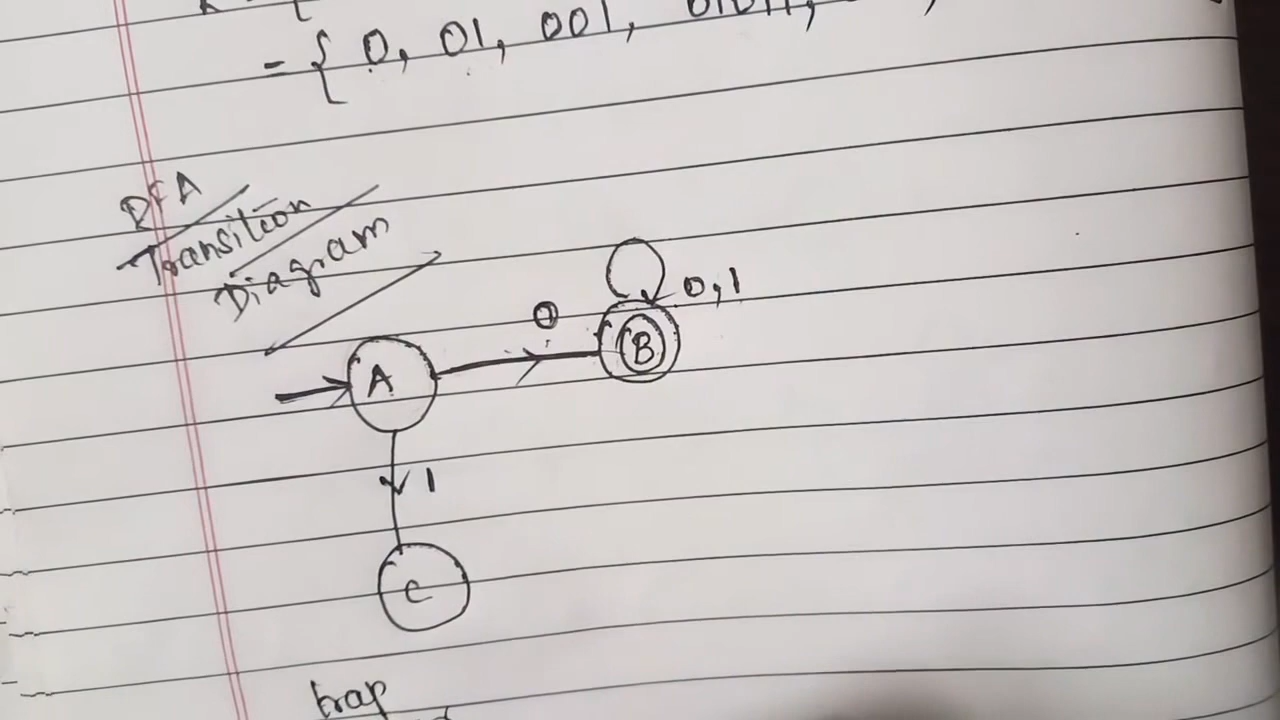 = { 0, 01, 001,
DFA
Transition
Diagram
0
0,1
A
B
1
C
trap